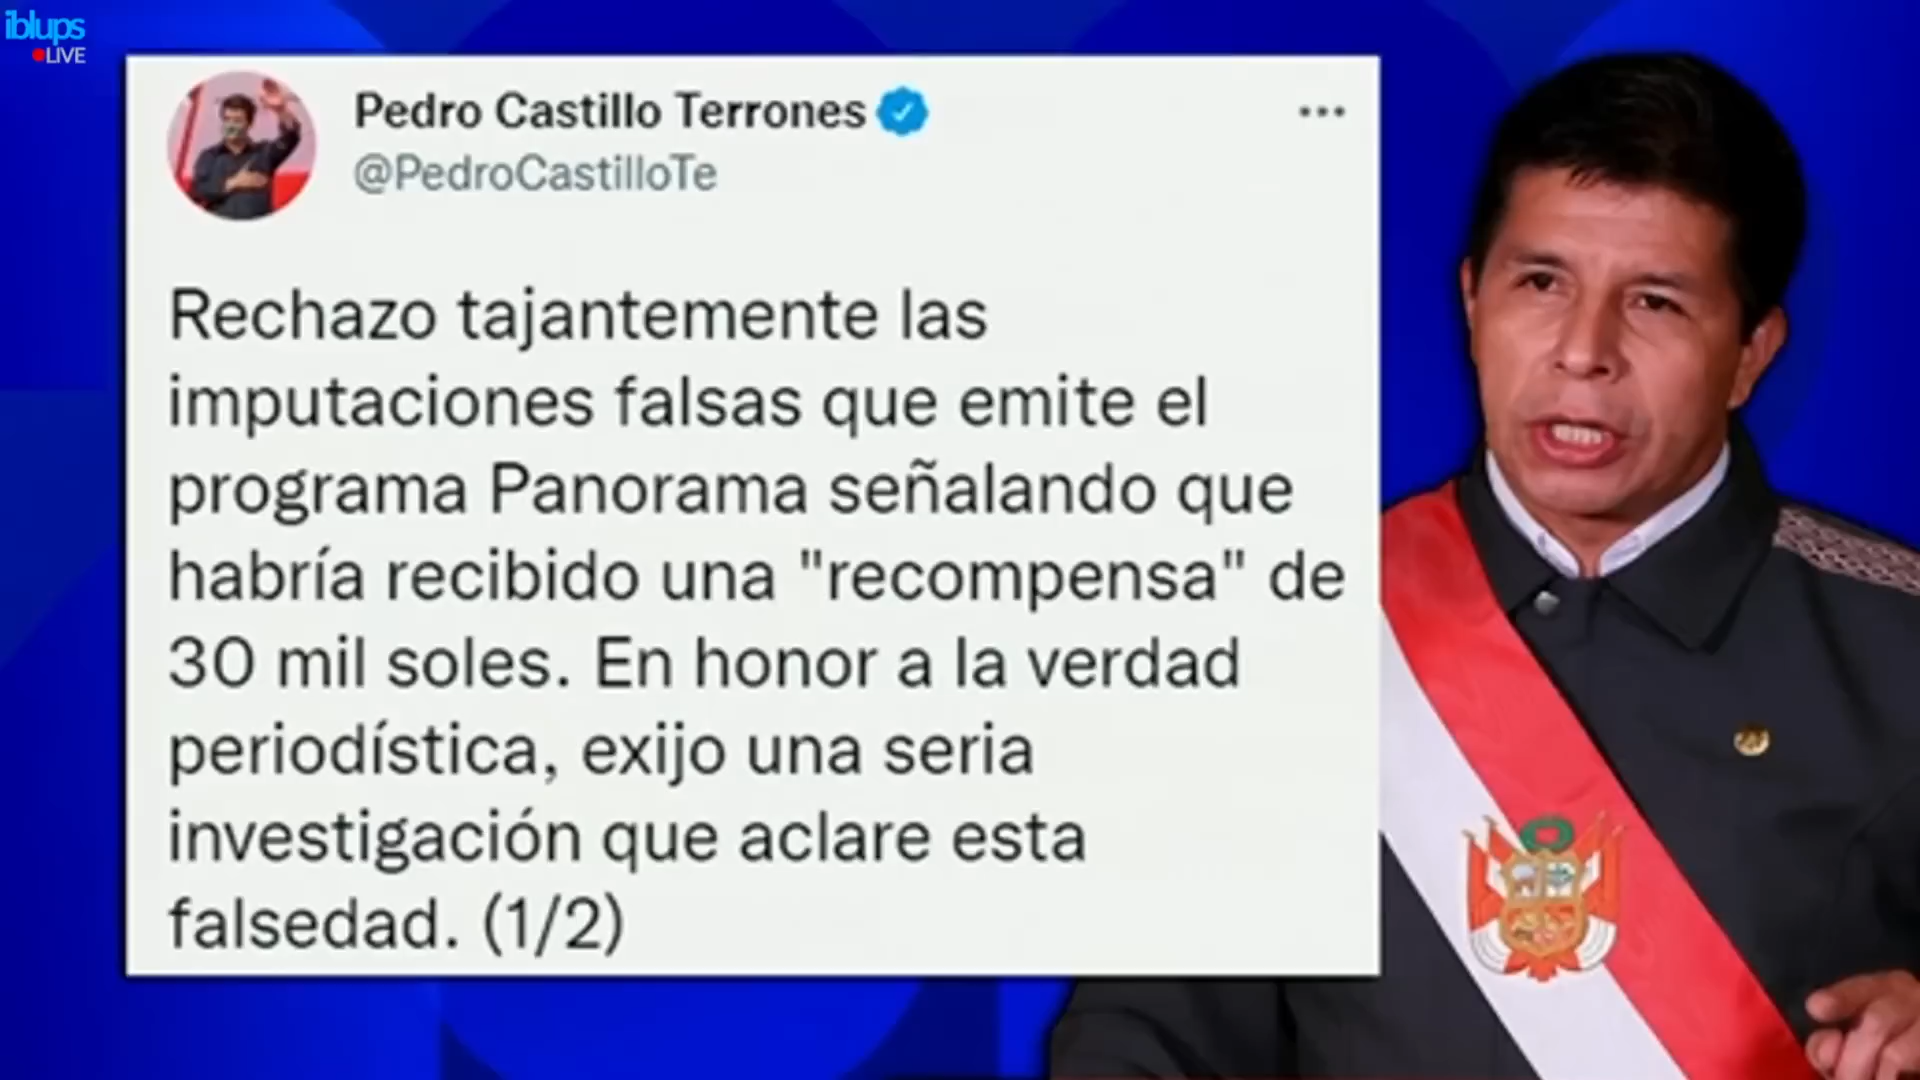 iblups
LIVE
Pedro Castillo Terrones
@PedroCastilloTe
Rechazo tajantemente las
imputaciones falsas que emite el
programa Panorama señalando que
habría recibido una "recompensa" de
30 mil soles. En honor a la verdad
periodística, exijo una seria
investigación que aclare esta
falsedad. (1/2)